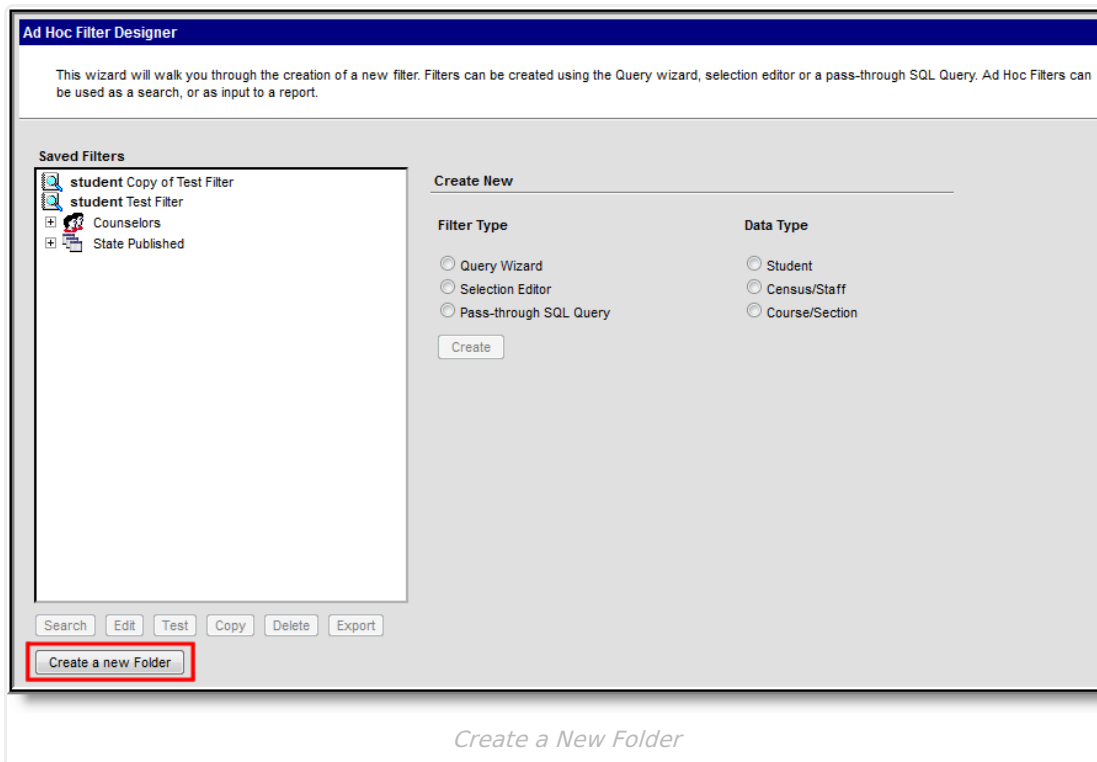 Ad Hoc Filter Designer
This wizard will walk you through the creation of a new filter. Filters can be created using the Query wizard, selection editor or a pass-through SQL Query. Ad Hoc Filters can
be used as a search, or as input to a report.
Saved Filters
student Copy of Test Filter
student Test Filter
Counselors
State Published
Create New
Filter Type
Data Type
Query Wizard
Student
Selection Editor
Census/Staff
Pass-through SQL Query
Course/Section
Create
Search Edit Test Copy Delete Export
Create a new Folder
Create a New Folder